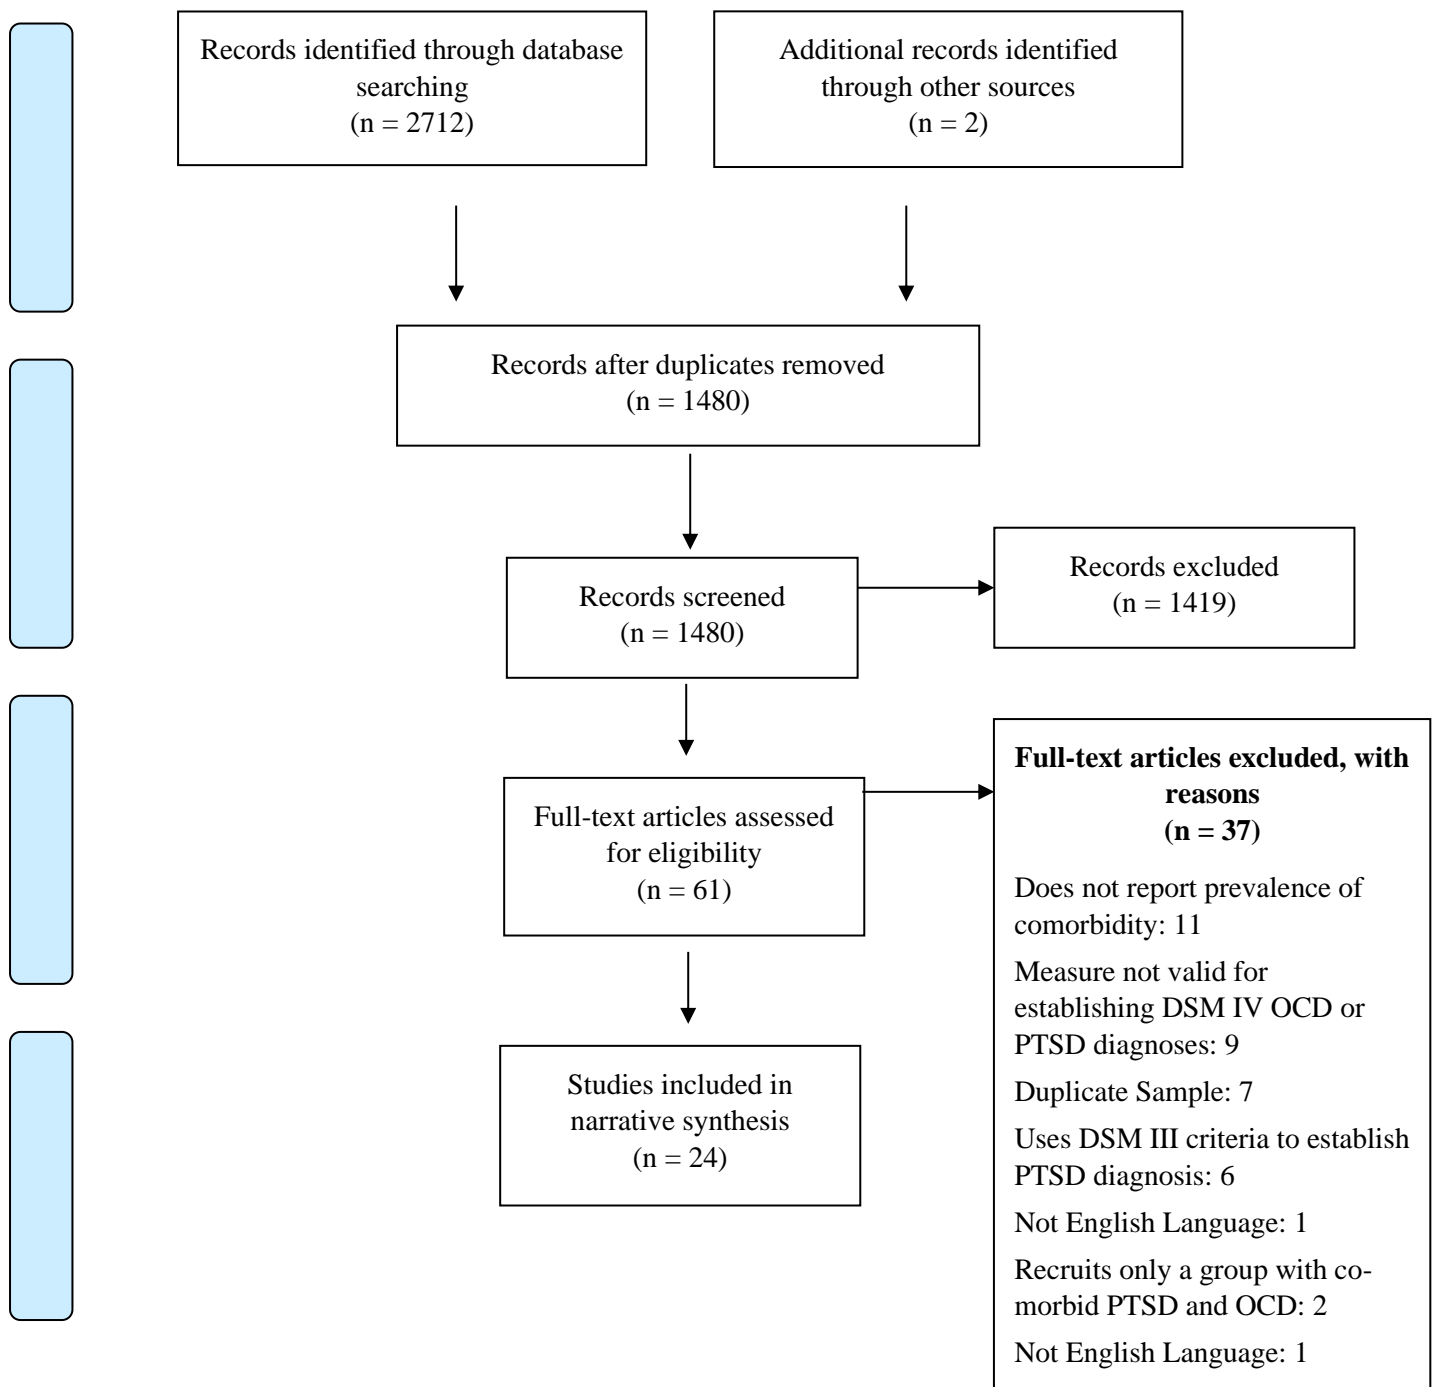 Records identified through database
searching
(n = 2712)
Additional records identified
through other sources
(n = 2)
Records after duplicates removed
(n = 1480)
Records screened
(n = 1480)
Records excluded
(n = 1419)
Full-text articles assessed
for eligibility
(n = 61)
Full-text articles excluded, with
reasons
(n = 37)
Does not report prevalence of
comorbidity: 11
Measure not valid for
establishing DSM IV OCD or
PTSD diagnoses: 9
Duplicate Sample: 7
Uses DSM III criteria to establish
PTSD diagnosis: 6
Not English Language: 1
Recruits only a group with co-
morbid PTSD and OCD: 2
Not English Language: 1
Studies included in
narrative synthesis
(n = 24)